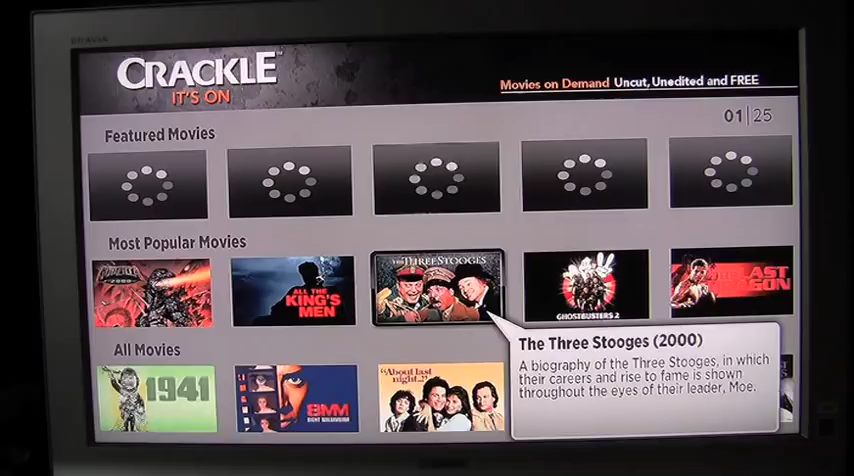 BRAVIA
CRACKLE
IT'S ON
Movies on Demand Uncut, Unedited and FREE
01|25
Featured Movies
Most Popular Movies
GODZILLA
2000
ALL THE
KING'S
MEN
THE THREE STOOGES
GHOSTBUSTERS 2
THE LAST
DRAGON
The Three Stooges (2000)
A biography of the Three Stooges, in which
their careers and rise to fame is shown
throughout the eyes of their leader, Moe.
All Movies
1941
8MM
"About last
night..."